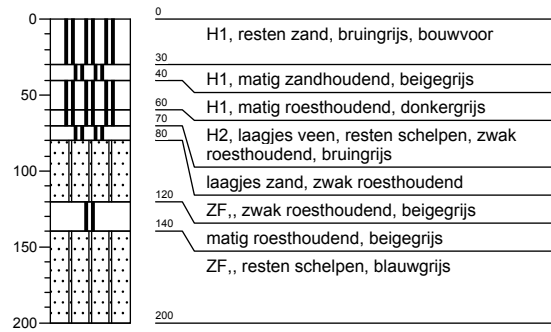 0
50
100
150
200
0
H1, resten zand, bruingrijs, bouwvoor
30
H1, matig zandhoudend, beigegrijs
40
H1, matig roesthoudend, donkergrijs
60
H2, laagjes veen, resten schelpen, zwak
roesthoudend, bruingrijs
70
laagjes zand, zwak roesthoudend
80
ZF,, zwak roesthoudend, beigegrijs
120
matig roesthoudend, beigegrijs
140
ZF,, resten schelpen, blauwgrijs
200